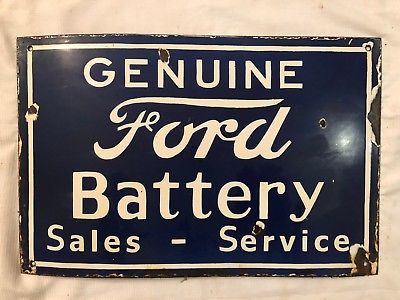 GENUINE
Ford
Battery
Sales - Service